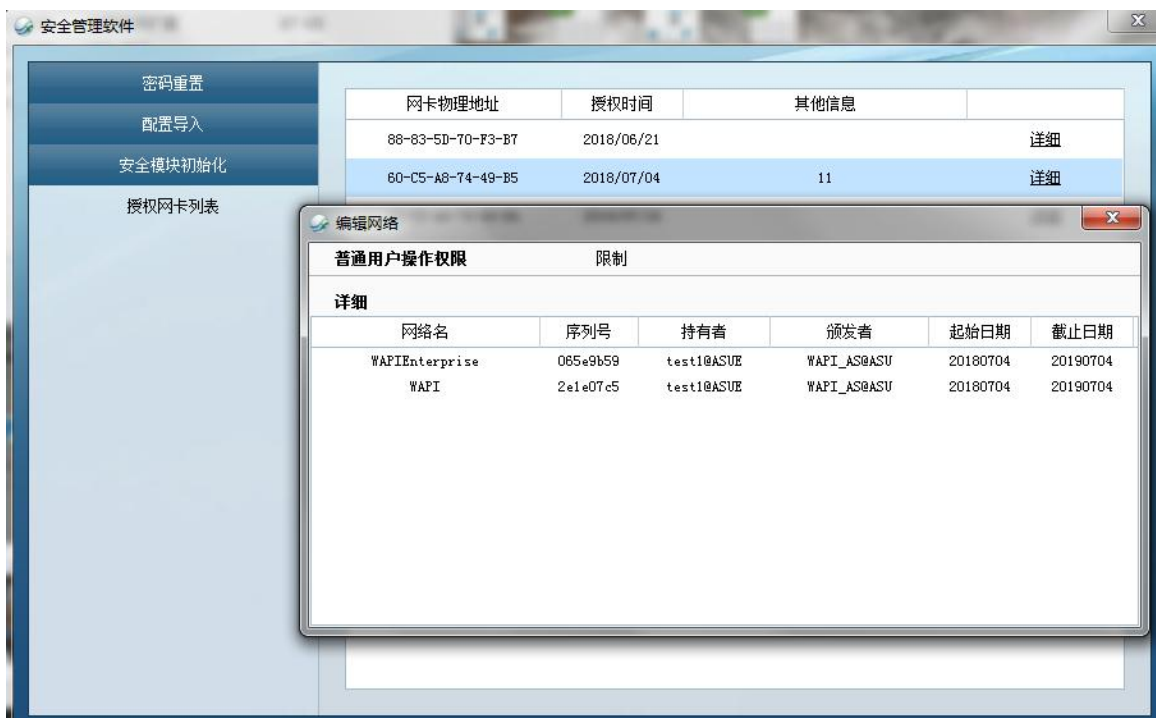 安全管理软件
密码重置
配置导入
安全模块初始化
授权网卡列表
网卡物理地址 授权时间 其他信息
88-83-5D-70-F3-B7 2018/06/21 详细
60-C5-A8-74-49-B5 2018/07/04 11 详细
编辑网络
普通用户操作权限 限制
详细
网络名 序列号 持有者 颁发者 起始日期 截止日期
WAPIEnterprise 065e9b59 test1@ASUE WAPI_AS@ASU 20180704 20190704
WAPI 2e1e07c5 test1@ASUE WAPI_AS@ASU 20180704 20190704